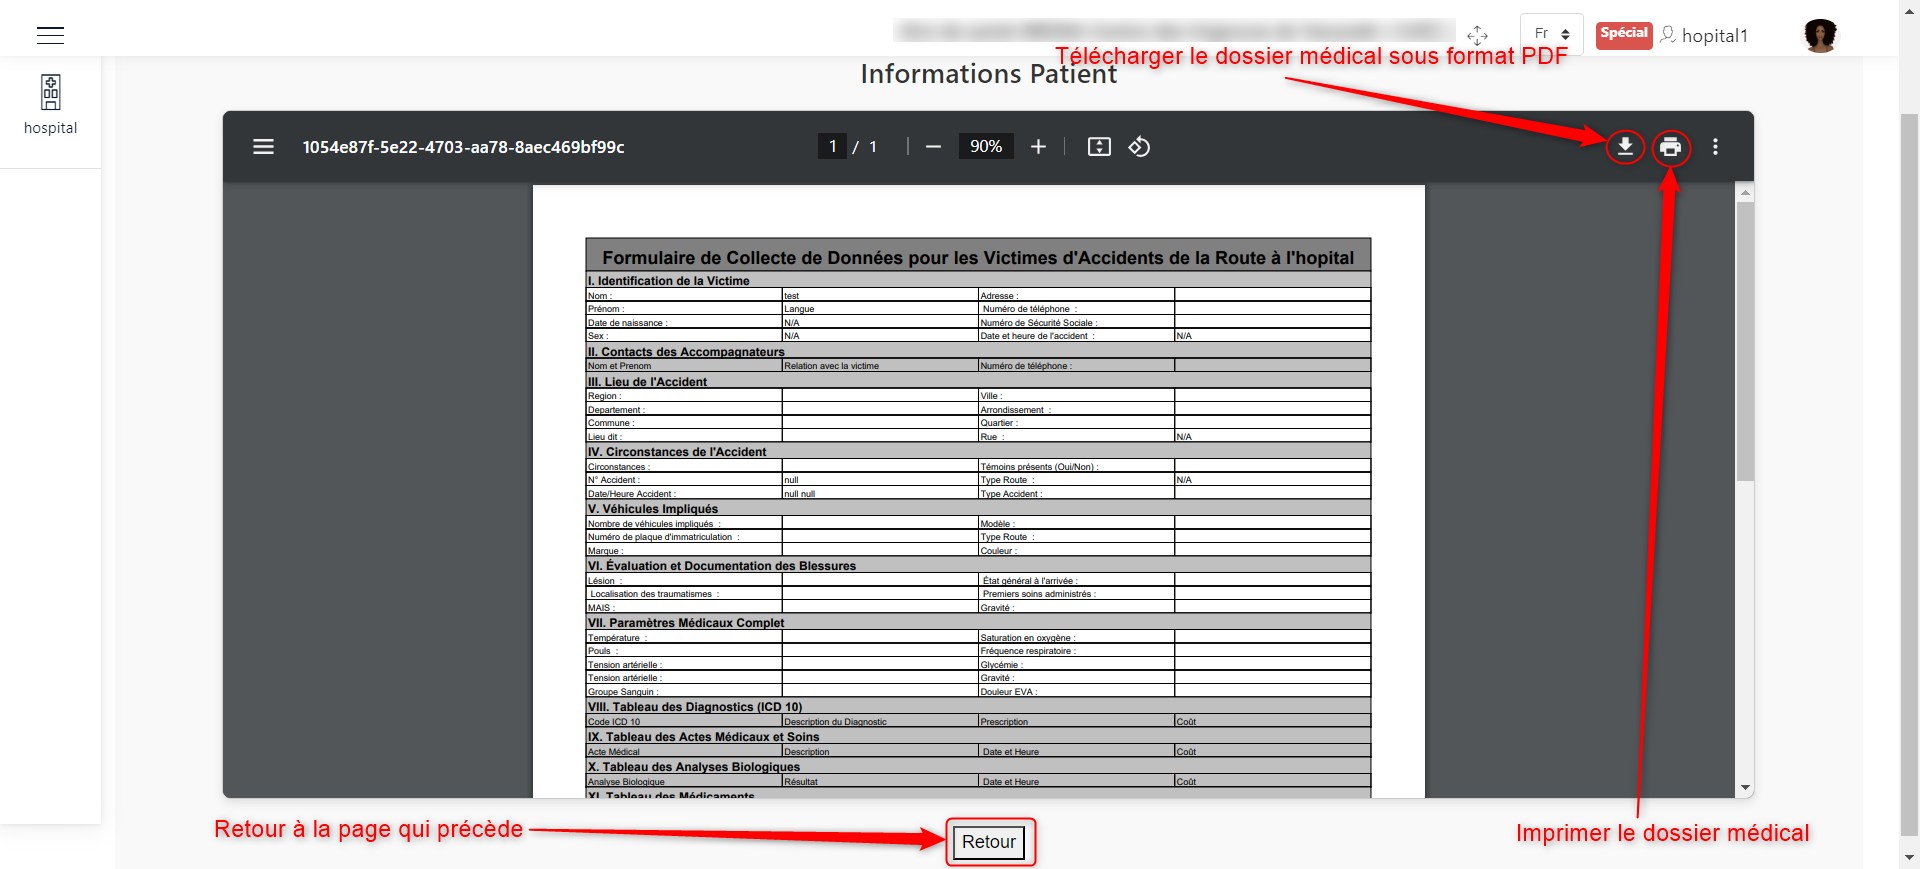 Fr
Spécial
hopital1
Télécharger le dossier médical sous format PDF
Informations Patient
hospital
1054e87f-5e22-4703-aa78-8aec469bf99c
1 / 1
90%
Formulaire de Collecte de Données pour les Victimes d'Accidents de la Route à l'hopital
I. Identification de la Victime
Nom : test Adresse :
Prénom : Langue Numéro de téléphone :
Date de naissance : N/A Numéro de Sécurité Sociale :
Sex : N/A Date et heure de l'accident : N/A
II. Contacts des Accompagnateurs
Nom et Prenom Relation avec la victime Numéro de téléphone :
III. Lieu de l'Accident
Region : Ville :
Departement : Arrondissement :
Commune : Quartier :
Lieu dit : Rue : N/A
IV. Circonstances de l'Accident
Circonstances : Témoins présents (Oui/Non) :
N° Accident : null Type Route : N/A
Date/Heure Accident : null null Type Accident :
V. Véhicules Impliqués
Nombre de véhicules impliqués : Modèle :
Numéro de plaque d'immatriculation : Type Route :
Marque : Couleur :
VI. Évaluation et Documentation des Blessures
Lésion : État général à l'arrivée :
Localisation des traumatismes : Premiers soins administrés :
MAIS : Gravité :
VII. Paramètres Médicaux Complet
Température : Saturation en oxygène :
Pouls : Fréquence respiratoire :
Tension artérielle : Glycémie :
Tension artérielle : Gravité :
Groupe Sanguin : Douleur EVA :
VIII. Tableau des Diagnostics (ICD 10)
Code ICD 10 Description du Diagnostic Prescription Coût
IX. Tableau des Actes Médicaux et Soins
Acte Médical Description Date et Heure Coût
X. Tableau des Analyses Biologiques
Analyse Biologique Résultat Date et Heure Coût
XI. Tableau des Médicaments
Retour à la page qui précède
Retour
Imprimer le dossier médical